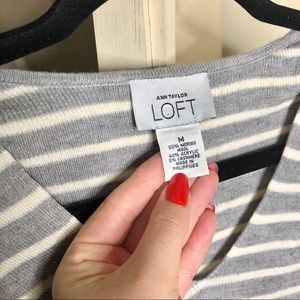 ANN TAYLOR
LOFT
M
55% MERINO
WOOL
40% ACRYLIC
5% CASHMERE
MADE IN
PHILIPPINES